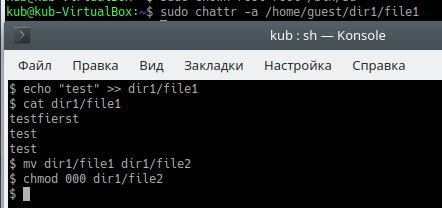 kub@kub-VirtualBox:~$ sudo chattr -a /home/guest/dir1/file1
kub : sh — Konsole
Файл Правка Вид Закладки Настройка Справка
$ echo "test" >> dir1/file1
$ cat dir1/file1
testfierst
test
test
$ mv dir1/file1 dir1/file2
$ chmod 000 dir1/file2
$